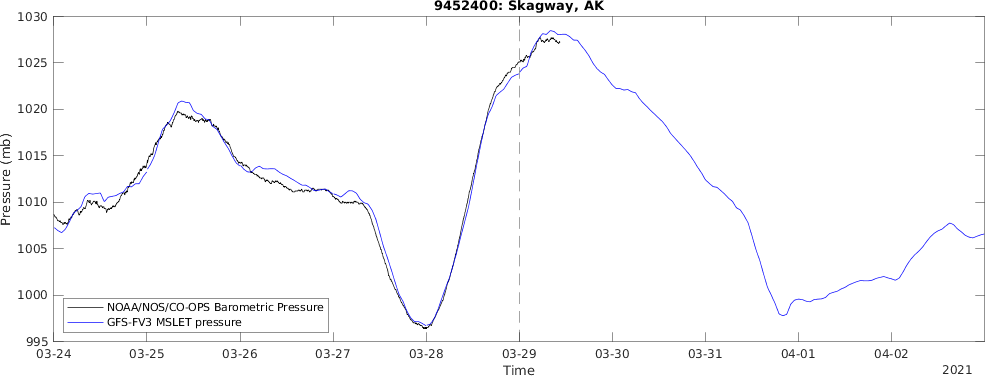 9452400: Skagway, AK
Pressure (mb)
1030
1025
1020
1015
1010
1005
1000
995
NOAA/NOS/CO-OPS Barometric Pressure
GFS-FV3 MSLET pressure
03-24 03-25 03-26 03-27 03-28 03-29 03-30 03-31 04-01 04-02
Time
2021